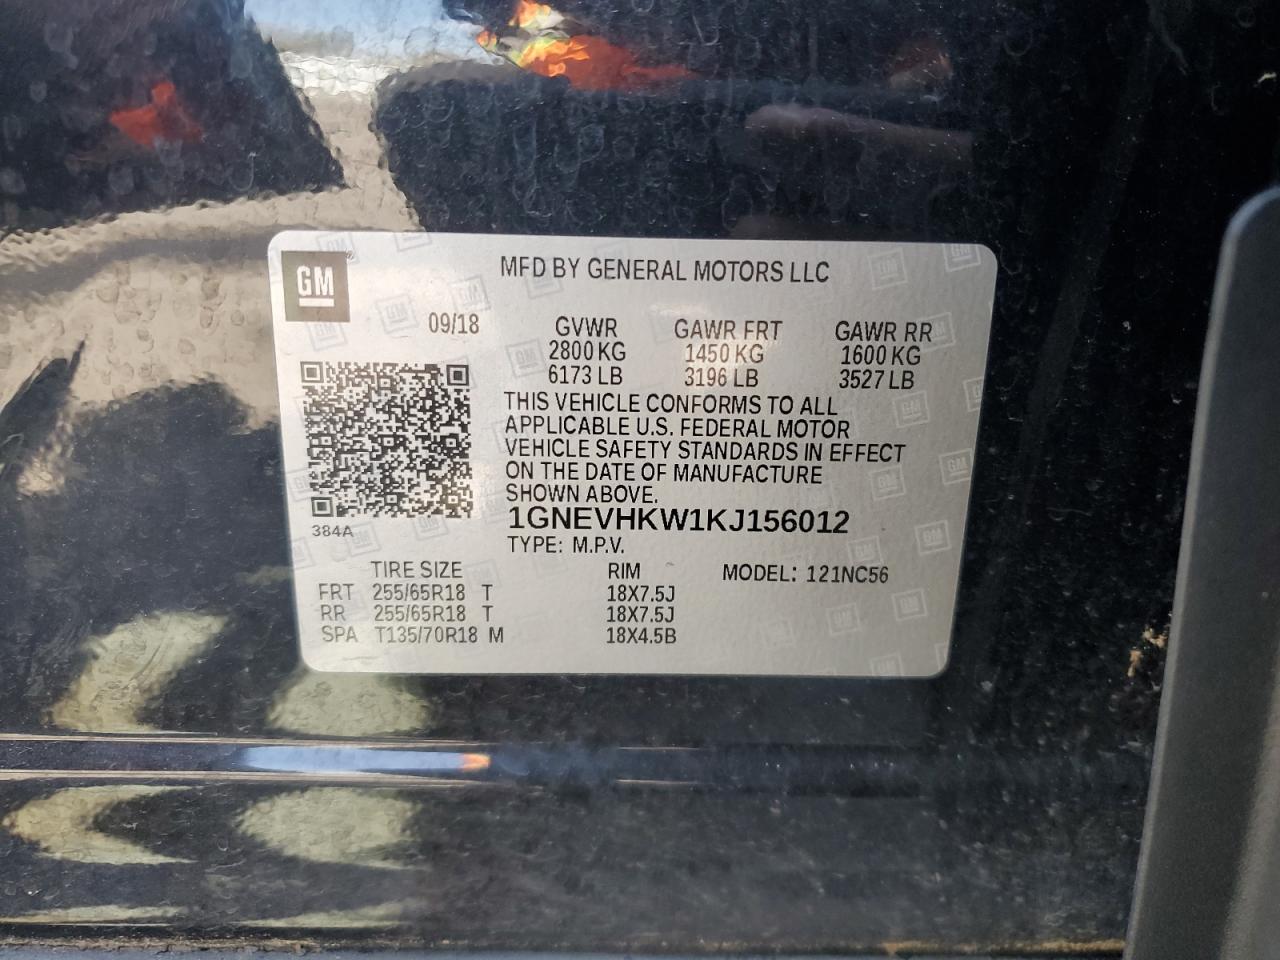 GM
MFD BY GENERAL MOTORS LLC
09/18 GVWR GAWR FRT GAWR RR
2800 KG 1450 KG 1600 KG
6173 LB 3196 LB 3527 LB
THIS VEHICLE CONFORMS TO ALL
APPLICABLE U.S. FEDERAL MOTOR
VEHICLE SAFETY STANDARDS IN EFFECT
ON THE DATE OF MANUFACTURE
SHOWN ABOVE.
1GNEVHKW1KJ156012
384A
TYPE: M.P.V.
TIRE SIZE RIM MODEL: 121NC56
FRT 255/65R18 T 18X7.5J
RR 255/65R18 T 18X7.5J
SPA T135/70R18 M 18X4.5B